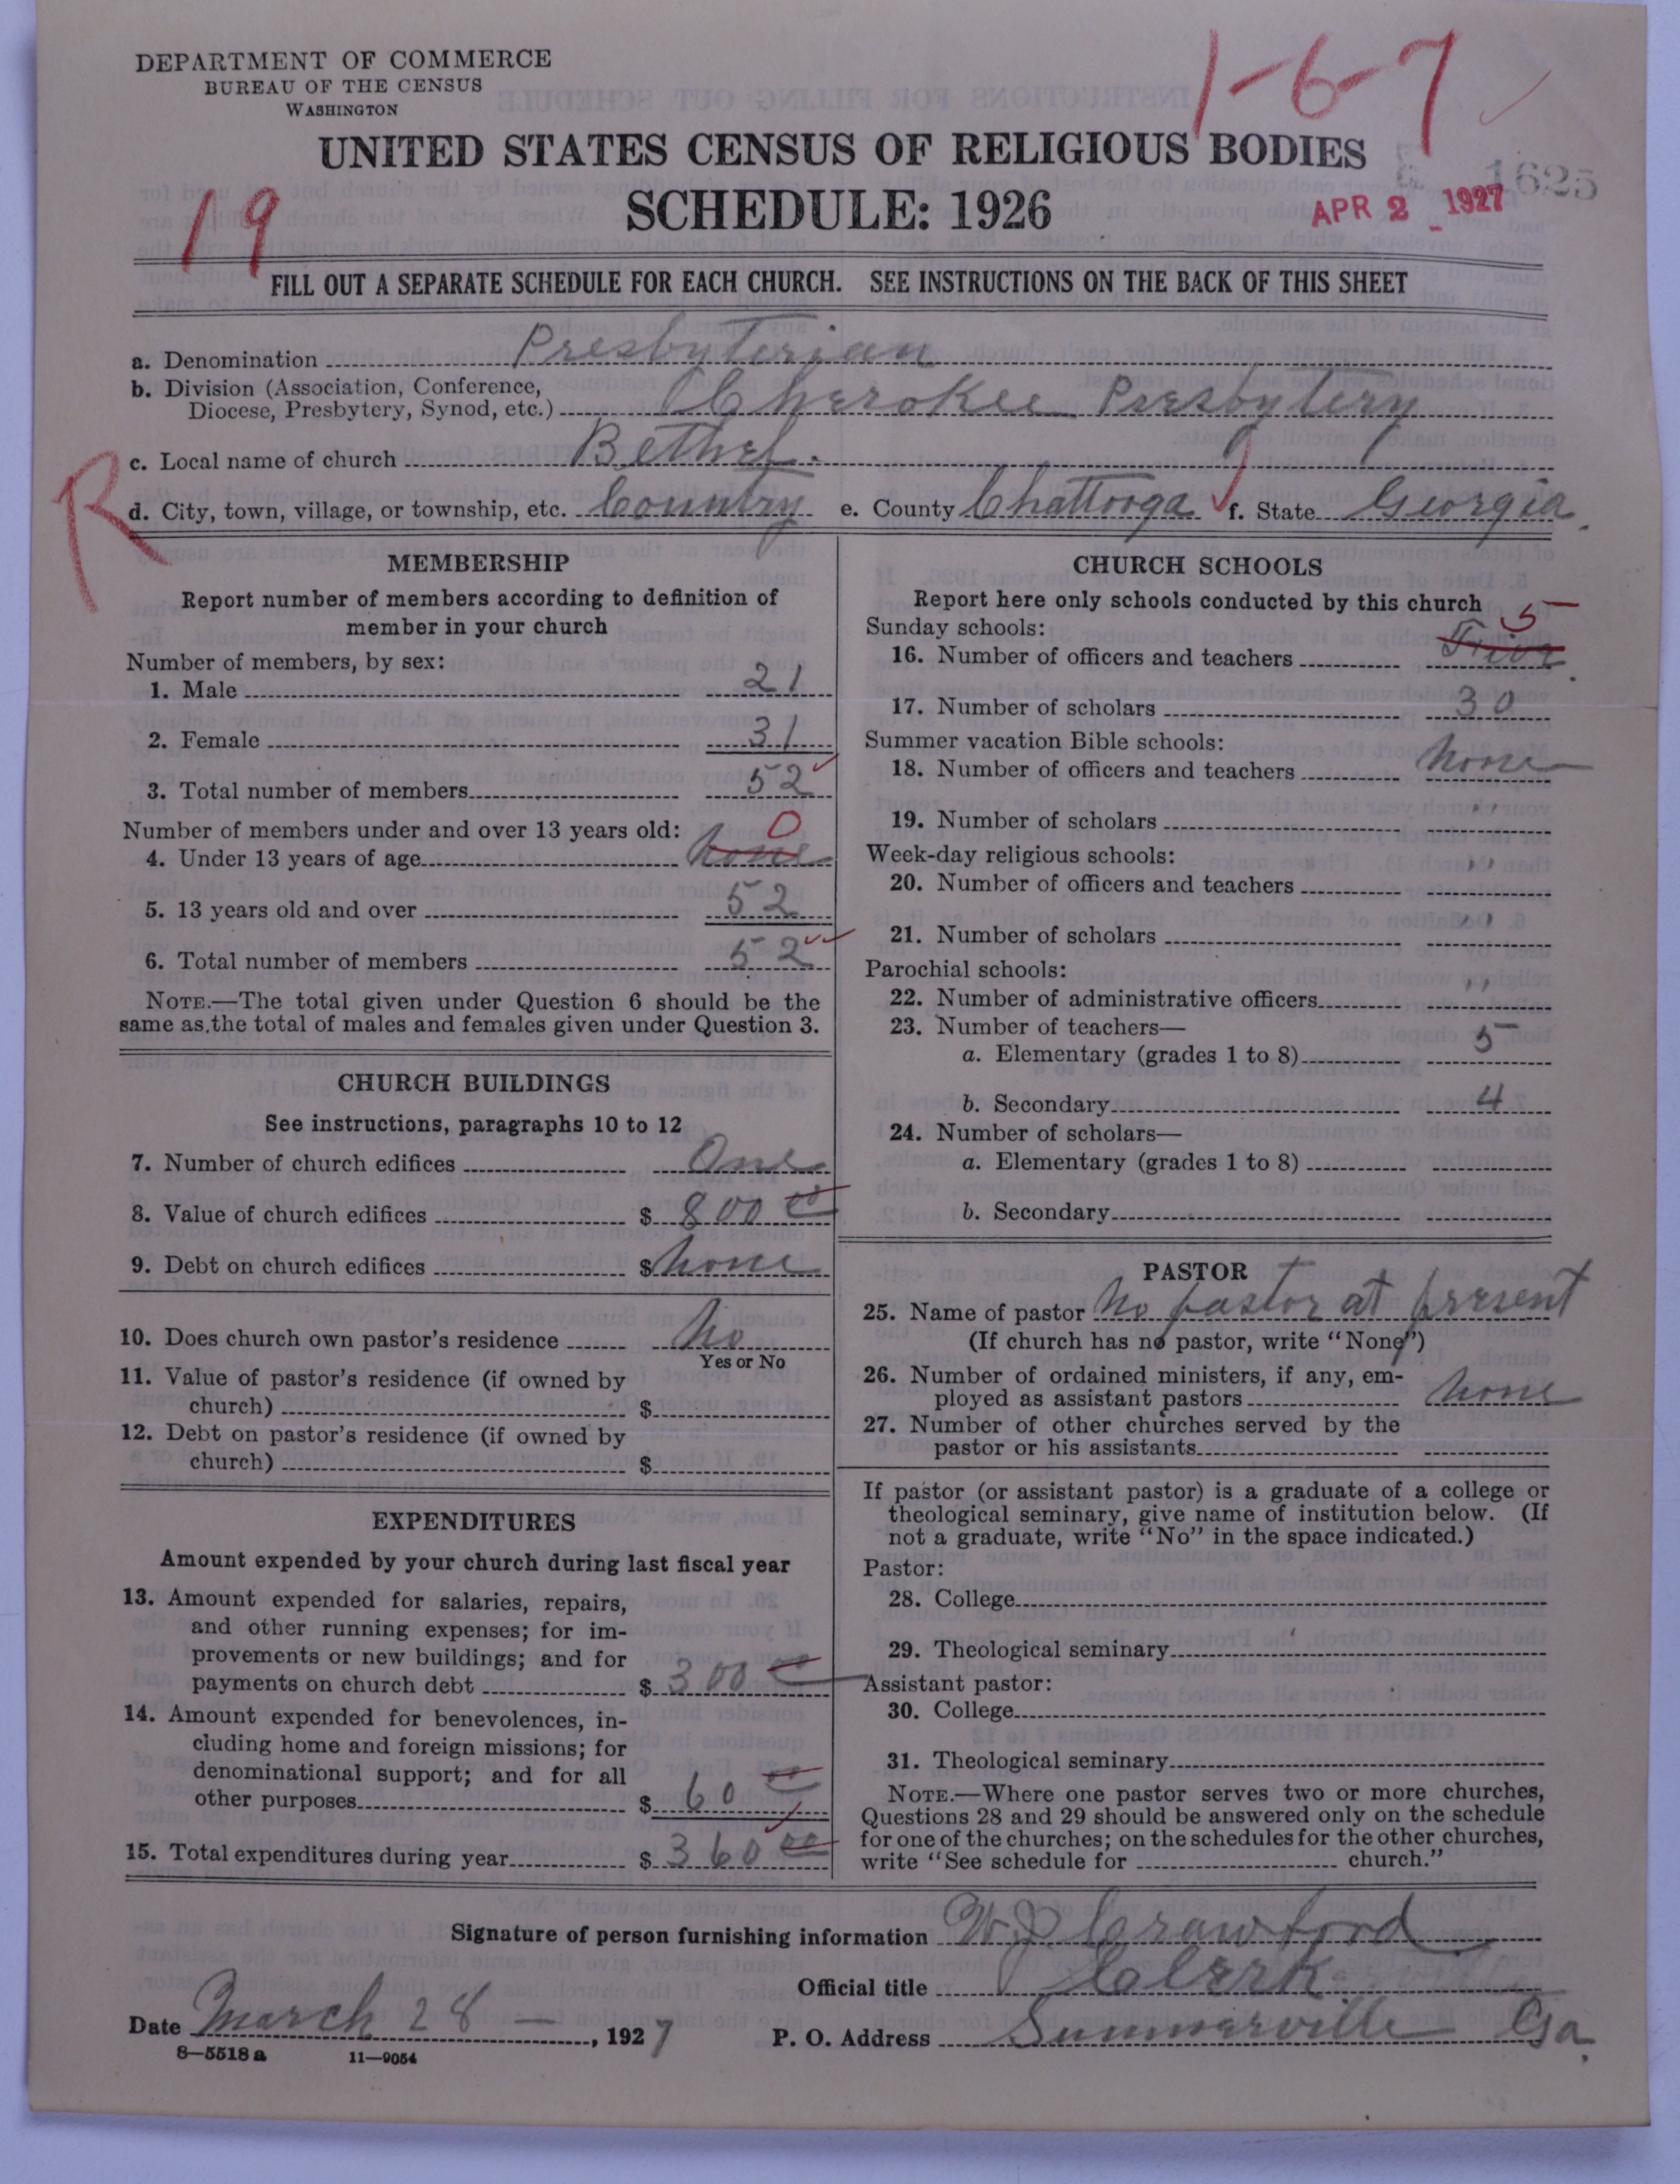 DEPARTMENT OF COMMERCE
BUREAU OF THE CENSUS
WASHINGTON
1-6-7
UNITED STATES CENSUS OF RELIGIOUS BODIES
SCHEDULE: 1926
1625
APR 2 1927
19
FILL OUT A SEPARATE SCHEDULE FOR EACH CHURCH. SEE INSTRUCTIONS ON THE BACK OF THIS SHEET
a. Denomination Presbyterian
b. Division (Association, Conference,
Diocese, Presbytery, Synod, etc.) Cherokee Presbytery
c. Local name of church Bethel.
R
d. City, town, village, or township, etc. Country e. County Chattooga f. State Georgia.
MEMBERSHIP
Report number of members according to definition of
member in your church
Number of members, by sex:
1. Male 21
2. Female 31
3. Total number of members 52
Number of members under and over 13 years old: 0
4. Under 13 years of age none
5. 13 years old and over 52
6. Total number of members 52
NOTE.—The total given under Question 6 should be the
same as the total of males and females given under Question 3.
CHURCH BUILDINGS
See instructions, paragraphs 10 to 12
7. Number of church edifices One
8. Value of church edifices $ 800 00
9. Debt on church edifices $ none
10. Does church own pastor's residence No
Yes or No
11. Value of pastor's residence (if owned by
church) $
12. Debt on pastor's residence (if owned by
church) $
EXPENDITURES
Amount expended by your church during last fiscal year
13. Amount expended for salaries, repairs,
and other running expenses; for im-
provements or new buildings; and for
payments on church debt $ 300 00
14. Amount expended for benevolences, in-
cluding home and foreign missions; for
denominational support; and for all
other purposes $ 60 00
15. Total expenditures during year $ 360 00
CHURCH SCHOOLS
Report here only schools conducted by this church
Sunday schools: 5
16. Number of officers and teachers Five
17. Number of scholars 30
Summer vacation Bible schools:
18. Number of officers and teachers none
19. Number of scholars "
Week-day religious schools:
20. Number of officers and teachers "
21. Number of scholars "
Parochial schools:
22. Number of administrative officers "
23. Number of teachers—
a. Elementary (grades 1 to 8) 5
b. Secondary 4
24. Number of scholars—
a. Elementary (grades 1 to 8)
b. Secondary
PASTOR
25. Name of pastor No pastor at present
(If church has no pastor, write "None")
26. Number of ordained ministers, if any, em-
ployed as assistant pastors none
27. Number of other churches served by the
pastor or his assistants
If pastor (or assistant pastor) is a graduate of a college or
theological seminary, give name of institution below. (If
not a graduate, write "No" in the space indicated.)
Pastor:
28. College
29. Theological seminary
Assistant pastor:
30. College
31. Theological seminary
NOTE.—Where one pastor serves two or more churches,
Questions 28 and 29 should be answered only on the schedule
for one of the churches; on the schedules for the other churches,
write "See schedule for church."
Signature of person furnishing information W J Crawford
Official title Clerk
Date March 28 — , 1927 P. O. Address Summerville Ga.
8—5518 a 11—9054